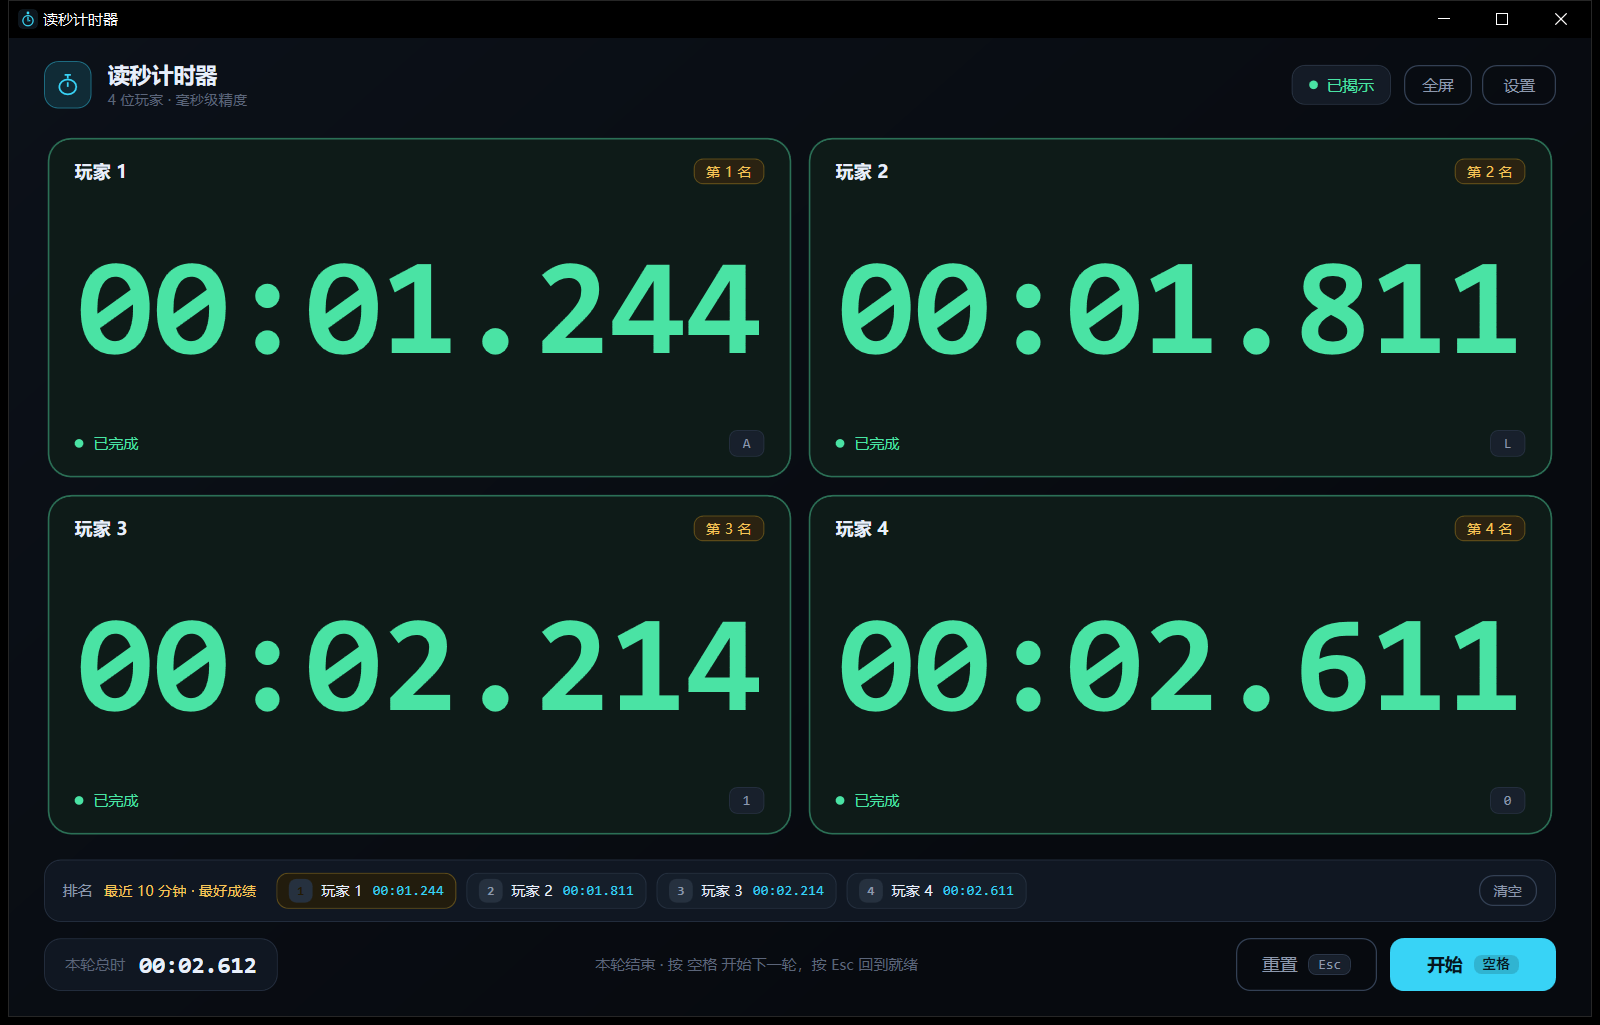 读秒计时器
读秒计时器
4 位玩家 · 毫秒级精度
已揭示
全屏
设置
玩家 1
第 1 名
00:01.244
已完成
A
玩家 2
第 2 名
00:01.811
已完成
L
玩家 3
第 3 名
00:02.214
已完成
1
玩家 4
第 4 名
00:02.611
已完成
0
排名 最近 10 分钟 · 最好成绩 1 玩家 1 00:01.244 2 玩家 2 00:01.811 3 玩家 3 00:02.214 4 玩家 4 00:02.611 清空
本轮总时 00:02.612
本轮结束 · 按 空格 开始下一轮，按 Esc 回到就绪
重置 Esc
开始 空格